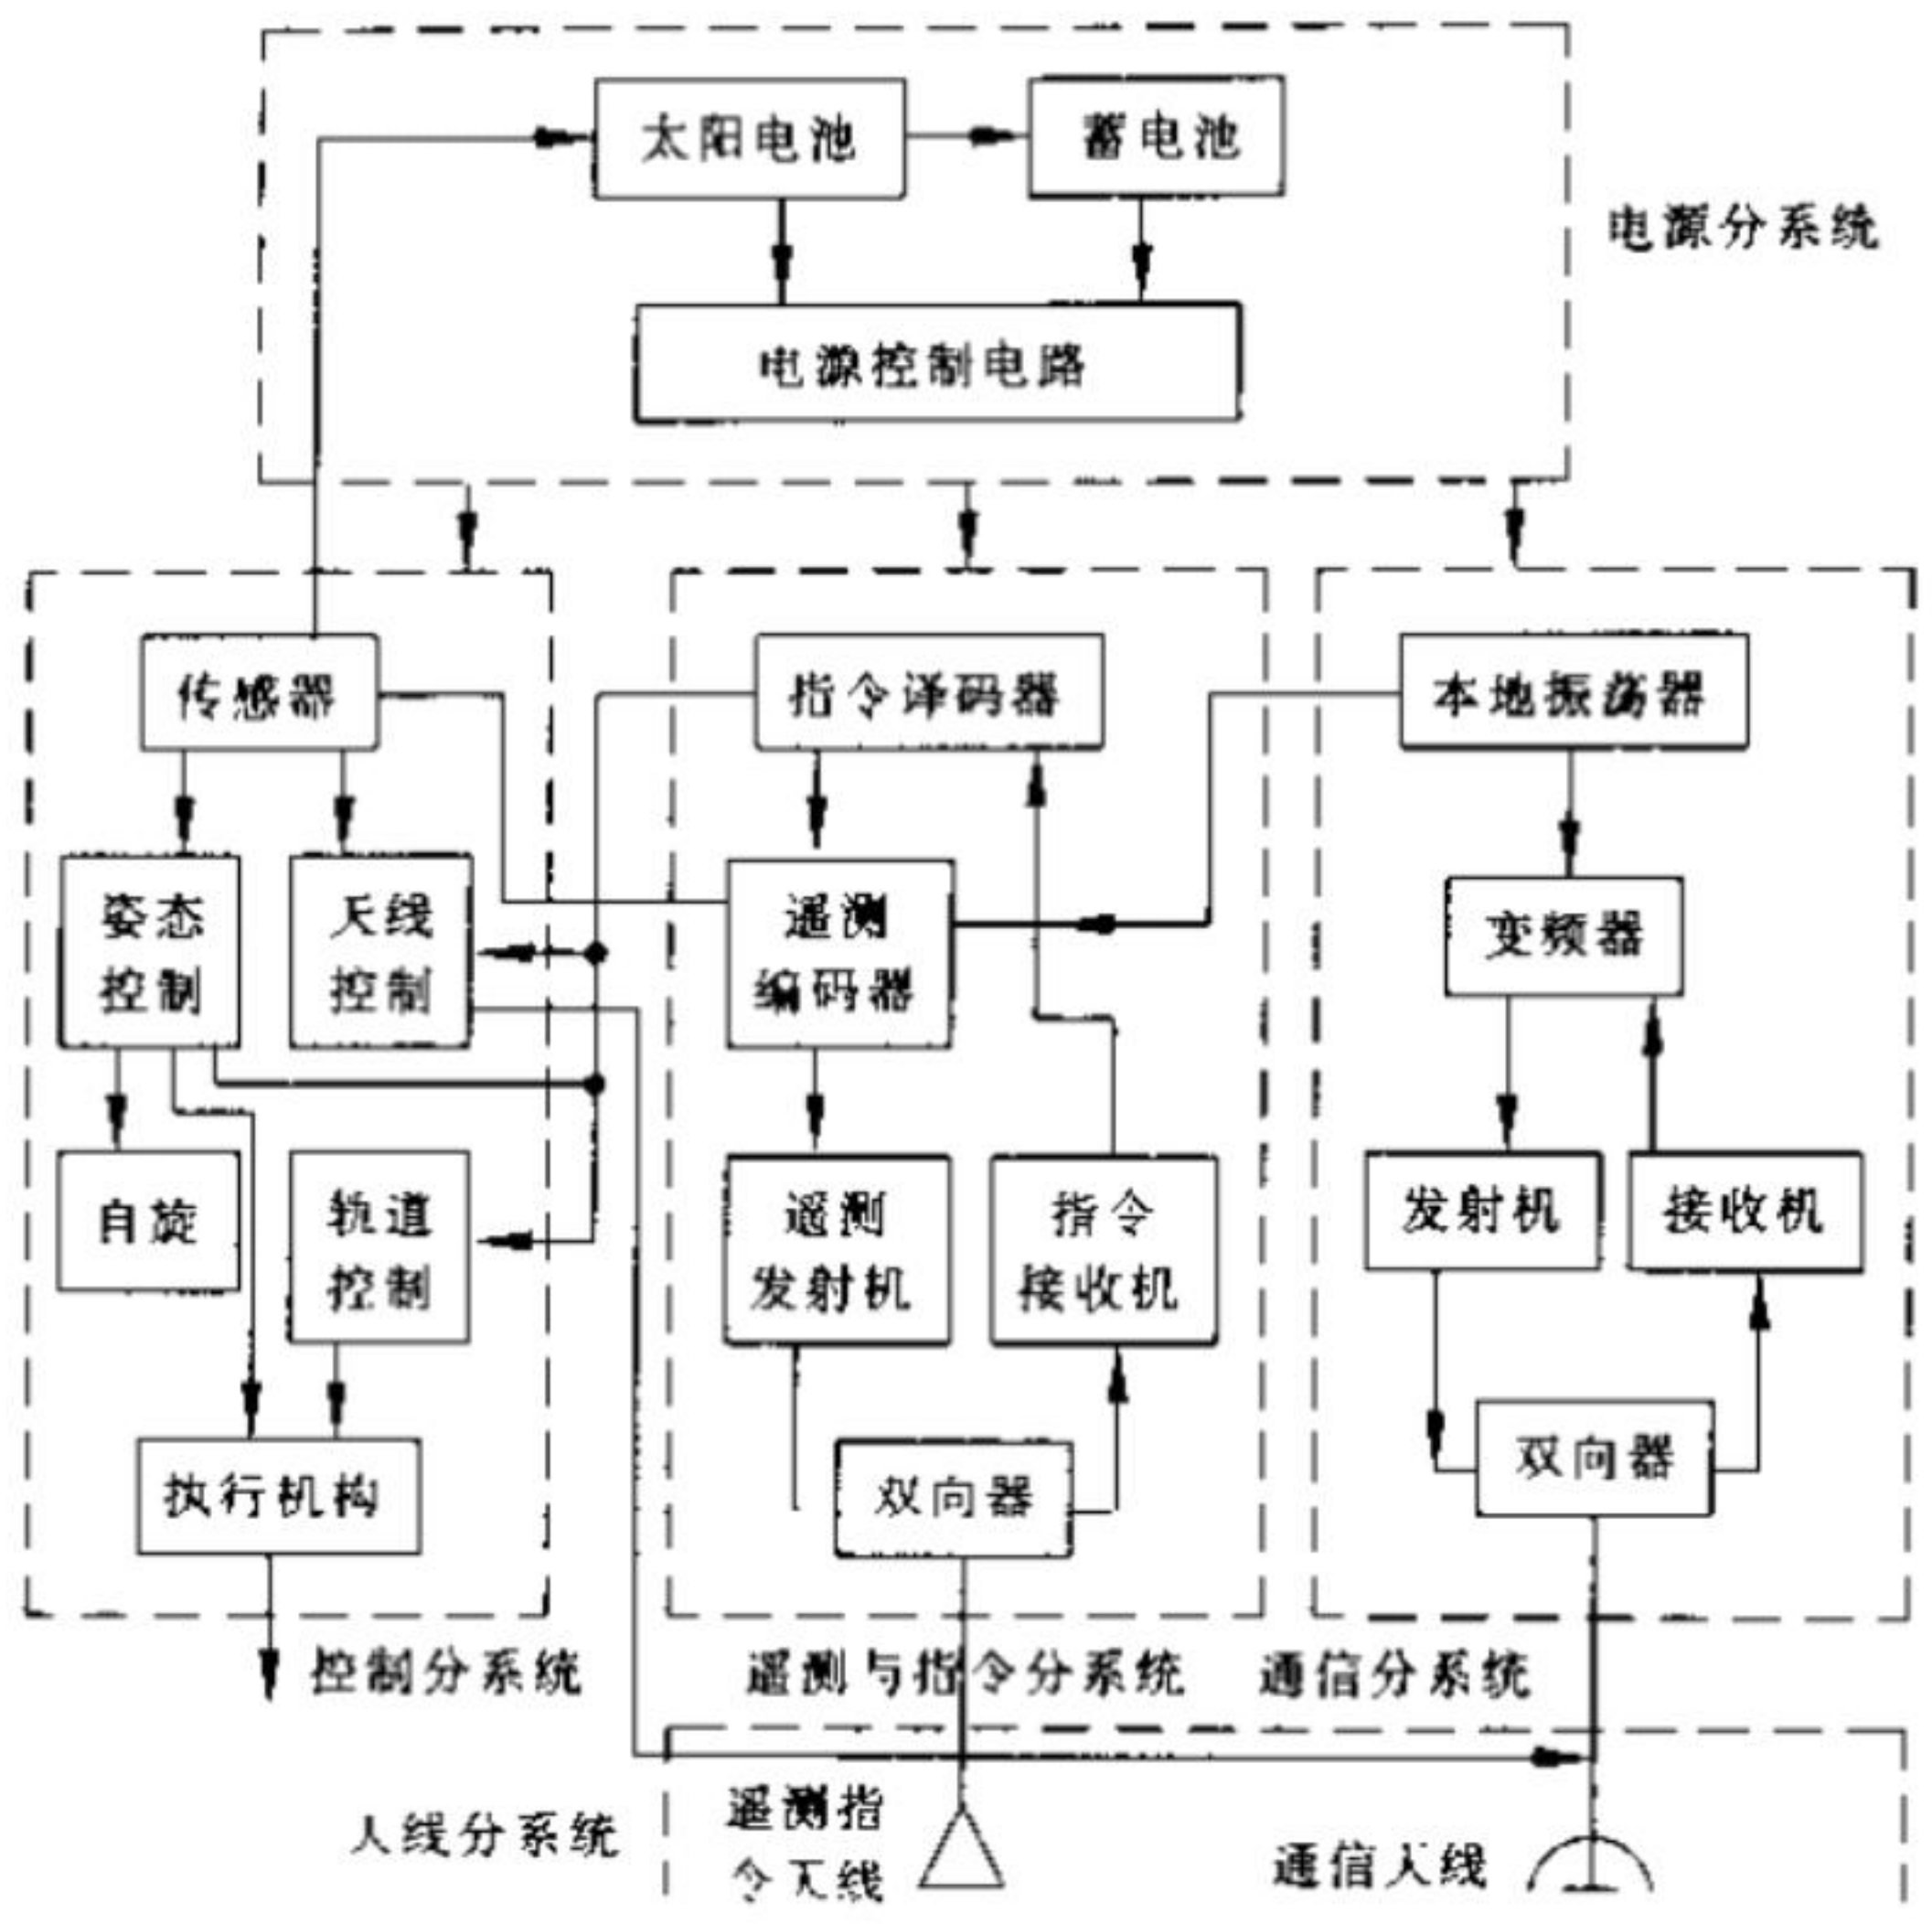 太阳电池
蓄电池
电源分系统
电源控制电路
传感器
指令译码器
本地振荡器
姿态
控制
天线
控制
遥测
编码器
变频器
自旋
轨道
控制
遥测
发射机
指令
接收机
发射机
接收机
执行机构
双向器
双向器
控制分系统
遥测与指令分系统
通信分系统
天线分系统
遥测指
令天线
通信天线